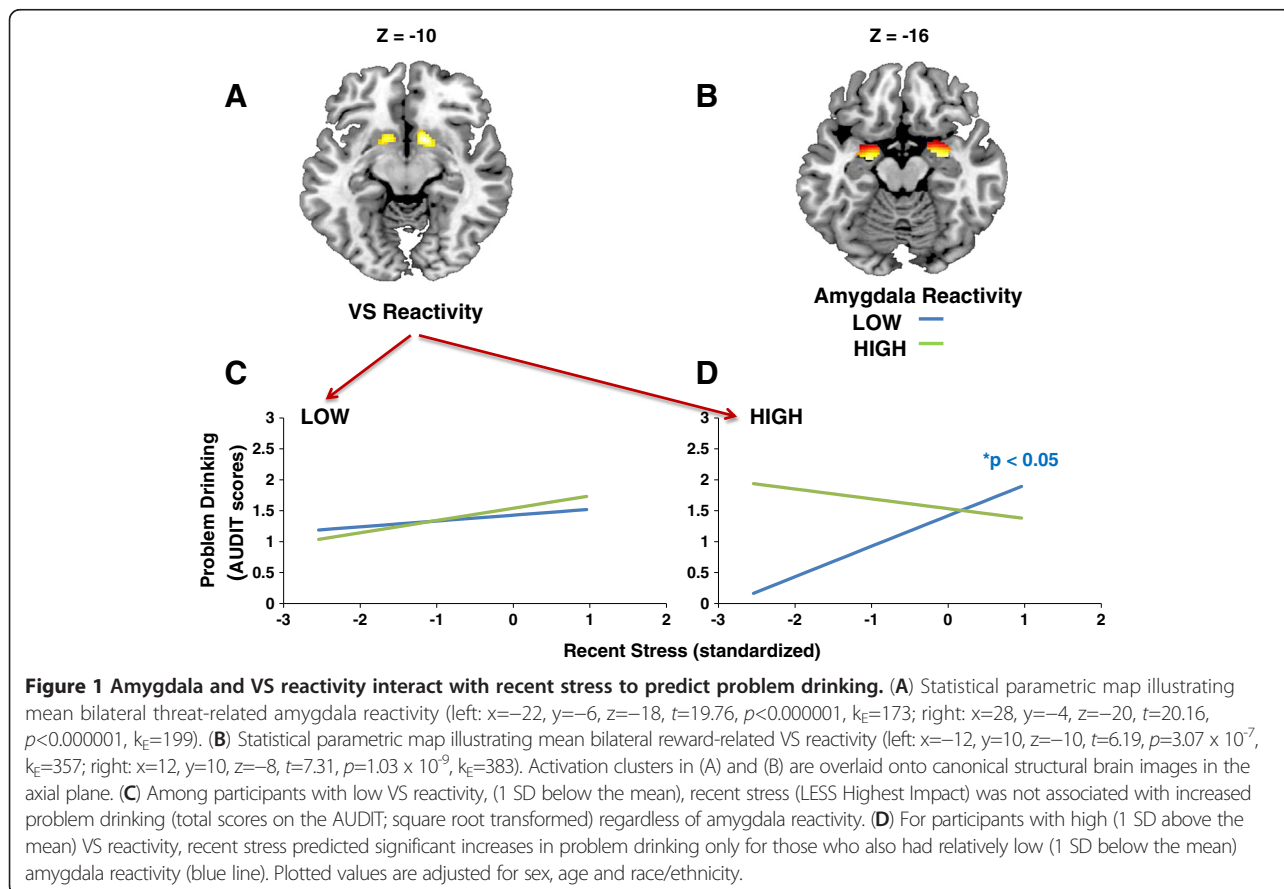 Z = -10
Z = -16
A
B
VS Reactivity
Amygdala Reactivity
LOW
HIGH
C
D
LOW
HIGH
Problem Drinking
(AUDIT scores)
3
2.5
2
1.5
1
0.5
0
-3
-2
-1
0
1
2
3
2.5
2
1.5
1
0.5
0
-3
-2
-1
0
1
2
*p < 0.05
Recent Stress (standardized)
Figure 1 Amygdala and VS reactivity interact with recent stress to predict problem drinking. (A) Statistical parametric map illustrating
mean bilateral threat-related amygdala reactivity (left: x=−22, y=−6, z=−18, t=19.76, p<0.000001, kE=173; right: x=28, y=−4, z=−20, t=20.16,
p<0.000001, kE=199). (B) Statistical parametric map illustrating mean bilateral reward-related VS reactivity (left: x=−12, y=10, z=−10, t=6.19, p=3.07 x 10-7,
kE=357; right: x=12, y=10, z=−8, t=7.31, p=1.03 x 10-9, kE=383). Activation clusters in (A) and (B) are overlaid onto canonical structural brain images in the
axial plane. (C) Among participants with low VS reactivity, (1 SD below the mean), recent stress (LESS Highest Impact) was not associated with increased
problem drinking (total scores on the AUDIT; square root transformed) regardless of amygdala reactivity. (D) For participants with high (1 SD above the
mean) VS reactivity, recent stress predicted significant increases in problem drinking only for those who also had relatively low (1 SD below the mean)
amygdala reactivity (blue line). Plotted values are adjusted for sex, age and race/ethnicity.